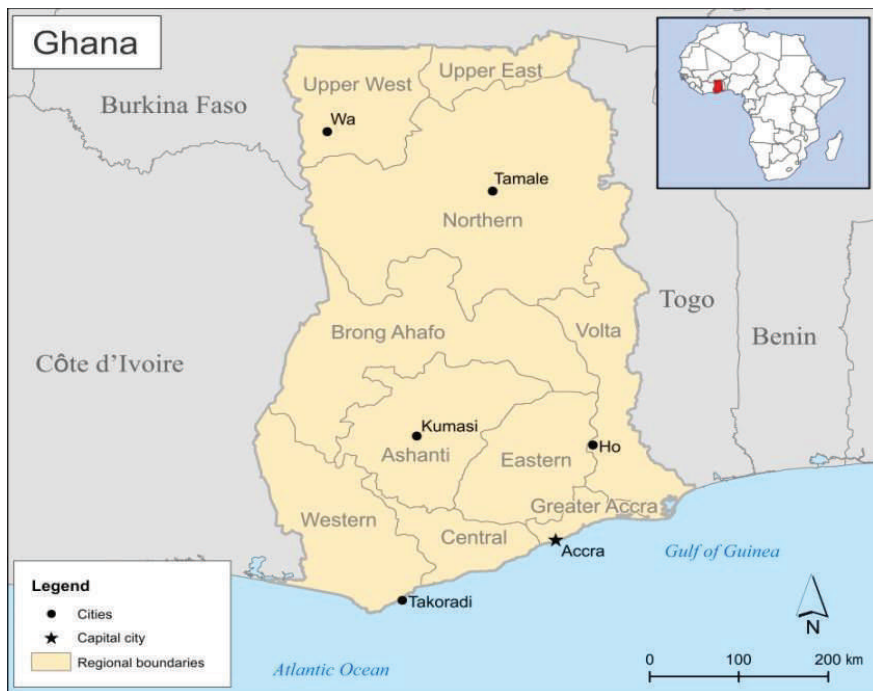 Ghana
Upper West
Upper East
Burkina Faso
Wa
Tamale
Northern
Togo
Brong Ahafo
Volta
Benin
Côte d’Ivoire
Kumasi
Ashanti
Ho
Eastern
Greater Accra
Western
Central
Accra
Gulf of Guinea
Legend
Cities
Capital city
Regional boundaries
Takoradi
Atlantic Ocean
N
0 100 200 km